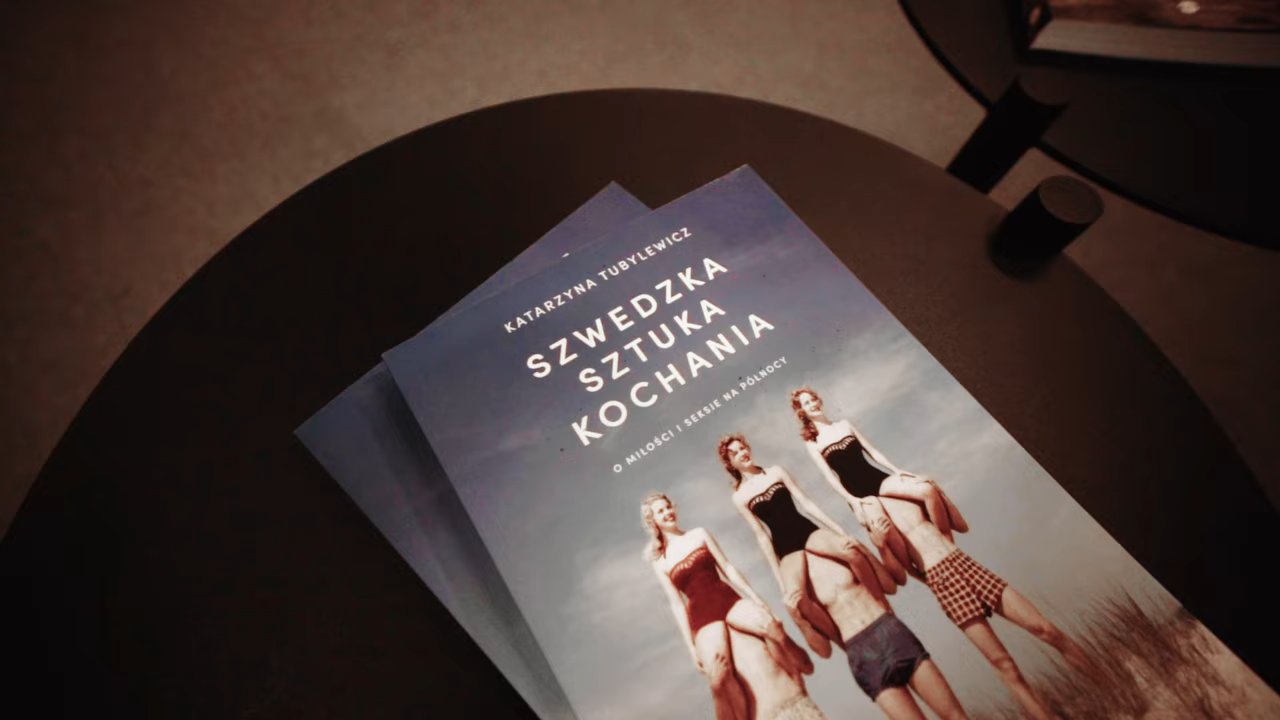 KATARZYNA TUBYLEWICZ
SZWEDZKA
SZTUKA
KOCHANIA
O MIŁOŚCI I SEKSIE NA PÓŁNOCY